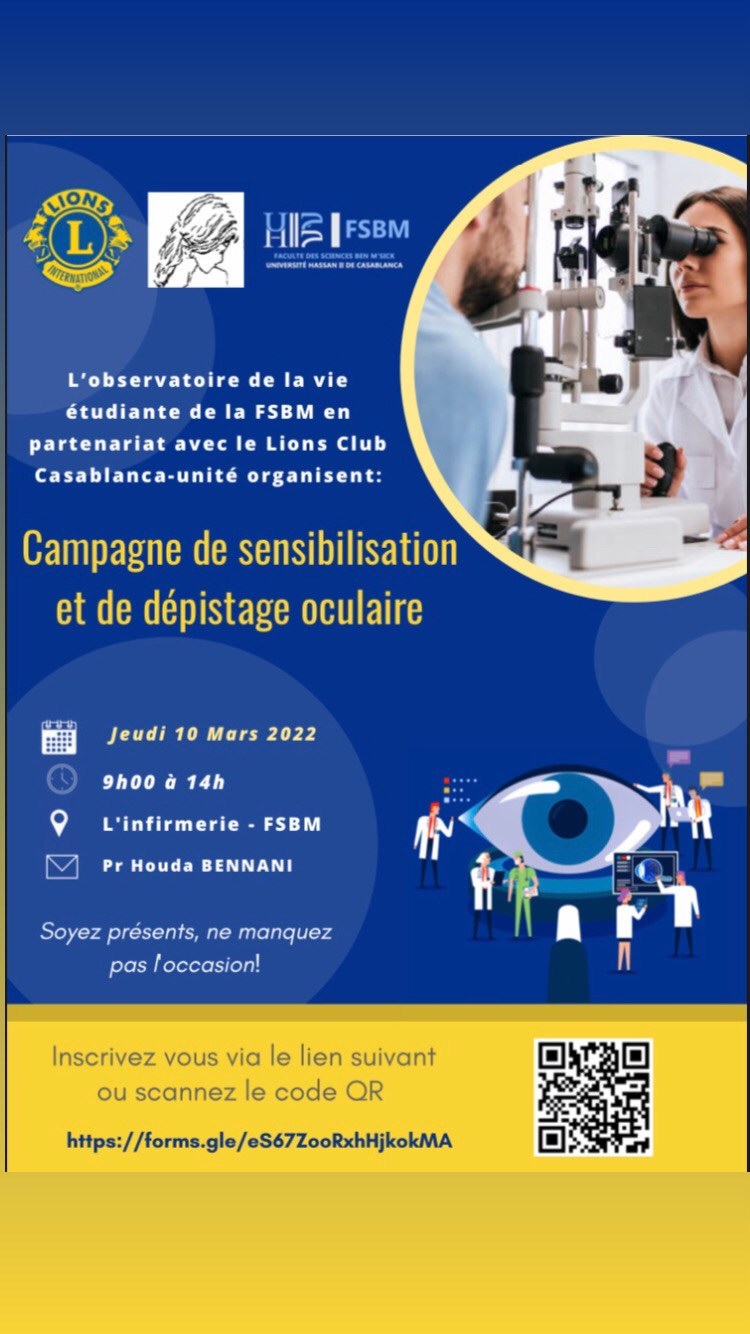 LIONS
L
INTERNATIONAL
FSBM
FACULTE DES SCIENCES BEN M'SICK
UNIVERSITÉ HASSAN II DE CASABLANCA
L'observatoire de la vie
étudiante de la FSBM en
partenariat avec le Lions Club
Casablanca-unité organisent:
Campagne de sensibilisation
et de dépistage oculaire
Jeudi 10 Mars 2022
9h00 à 14h
L'infirmerie - FSBM
Pr Houda BENNANI
Soyez présents, ne manquez
pas l'occasion!
Inscrivez vous via le lien suivant
ou scannez le code QR
https://forms.gle/eS67ZooRxhHjkokMA